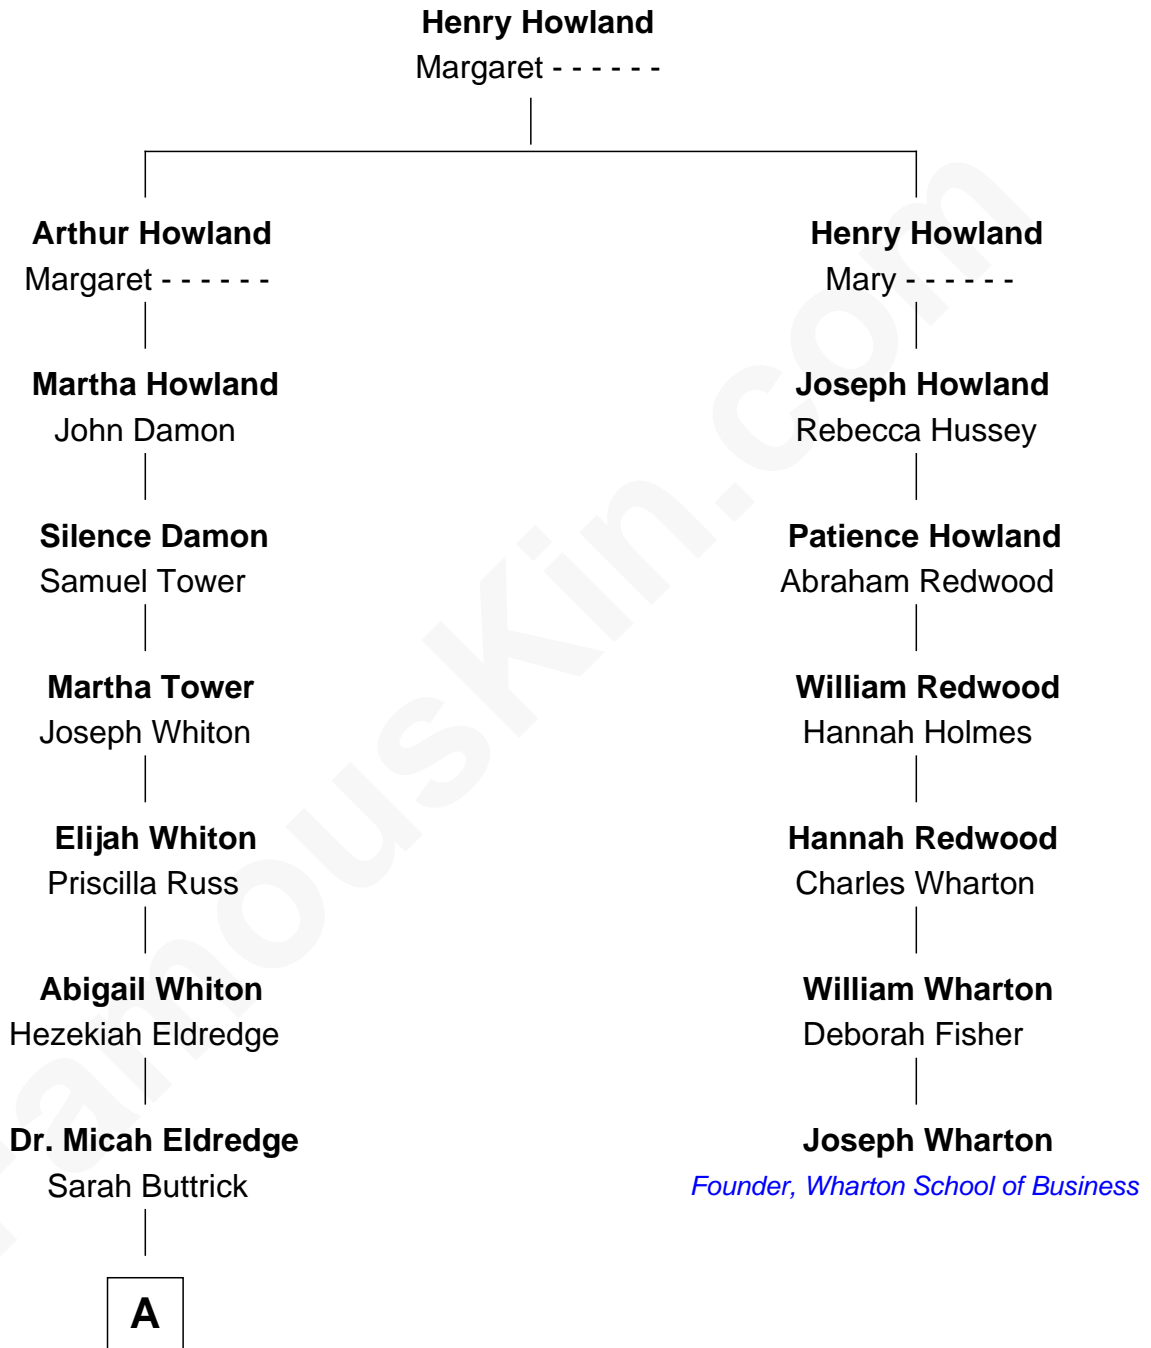 Henry Howland
Margaret - - - - - -
Arthur Howland
Margaret - - - - - -
Henry Howland
Mary - - - - - -
Martha Howland
John Damon
Joseph Howland
Rebecca Hussey
Silence Damon
Samuel Tower
Patience Howland
Abraham Redwood
Martha Tower
Joseph Whiton
William Redwood
Hannah Holmes
Elijah Whiton
Priscilla Russ
Hannah Redwood
Charles Wharton
Abigail Whiton
Hezekiah Eldredge
William Wharton
Deborah Fisher
Dr. Micah Eldredge
Sarah Buttrick
Joseph Wharton
Founder, Wharton School of Business
A
FamousKin.com